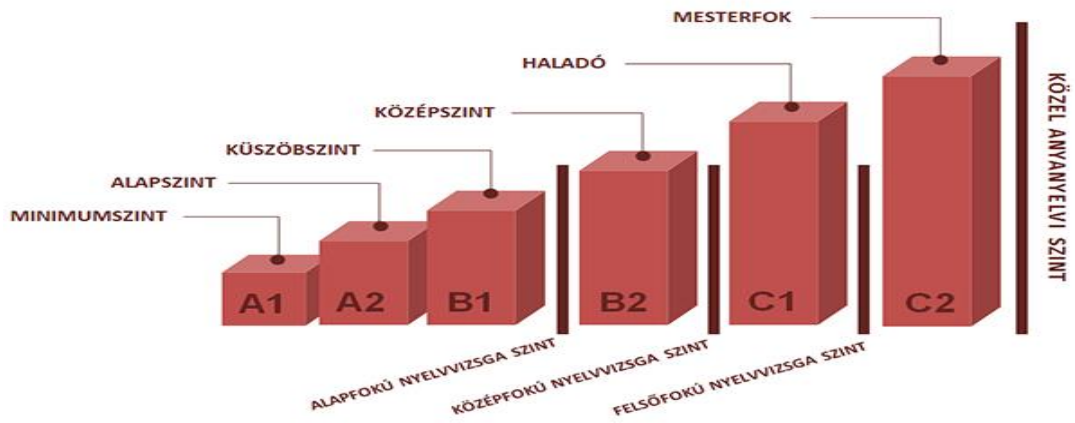 MESTERFOK
HALADÓ
KÖZÉPSZINT
KÜSZÖBSZINT
ALAPSZINT
MINIMUMSZINT
A1
A2
B1
B2
C1
C2
ALAPFOKÚ NYELVVIZSGA SZINT
KÖZÉPFOKÚ NYELVVIZSGA SZINT
FELSŐFOKÚ NYELVVIZSGA SZINT
KÖZEL ANYANYELVI SZINT